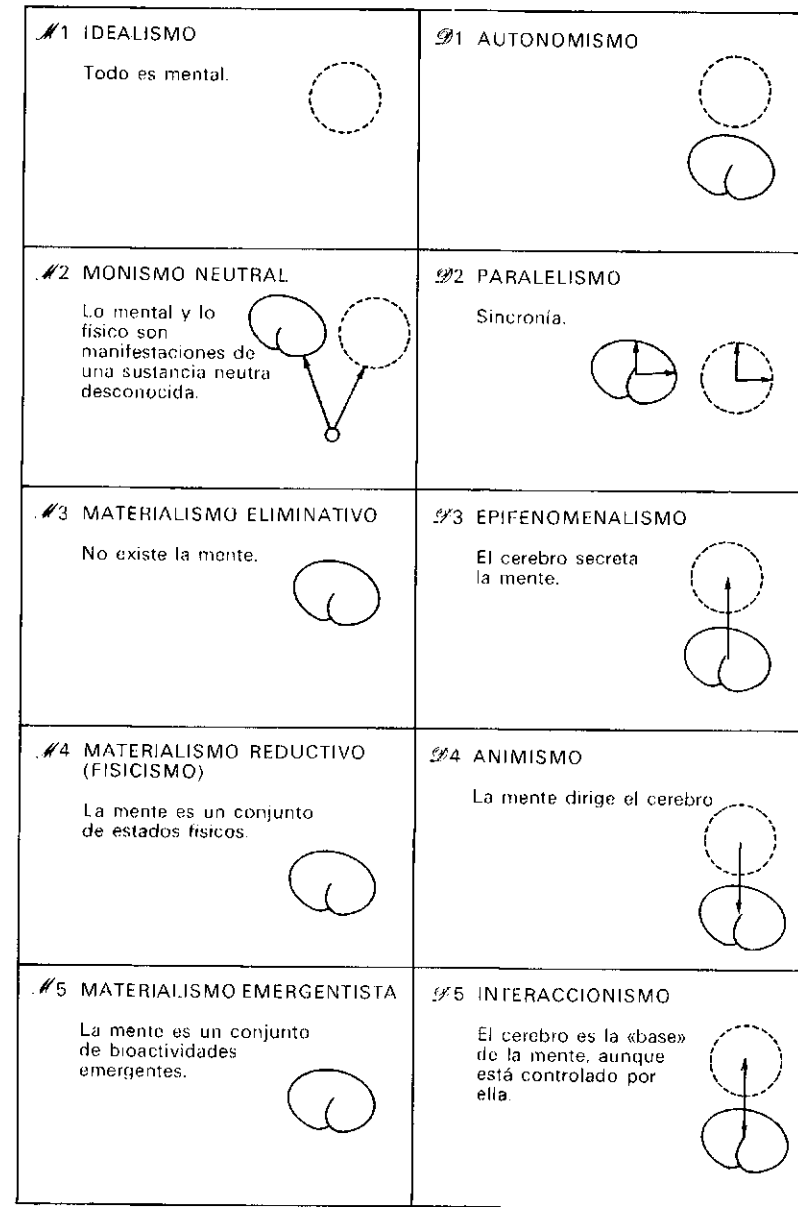 M1 IDEALISMO
Todo es mental.
D1 AUTONOMISMO
M2 MONISMO NEUTRAL
Lo mental y lo
físico son
manifestaciones de
una sustancia neutra
desconocida.
D2 PARALELISMO
Sincronía.
M3 MATERIALISMO ELIMINATIVO
No existe la mente.
D3 EPIFENOMENALISMO
El cerebro secreta
la mente.
M4 MATERIALISMO REDUCTIVO
(FISICISMO)
La mente es un conjunto
de estados físicos.
D4 ANIMISMO
La mente dirige el cerebro
M5 MATERIALISMO EMERGENTISTA
La mente es un conjunto
de bioactividades
emergentes.
D5 INTERACCIONISMO
El cerebro es la «base»
de la mente, aunque
está controlado por
ella.